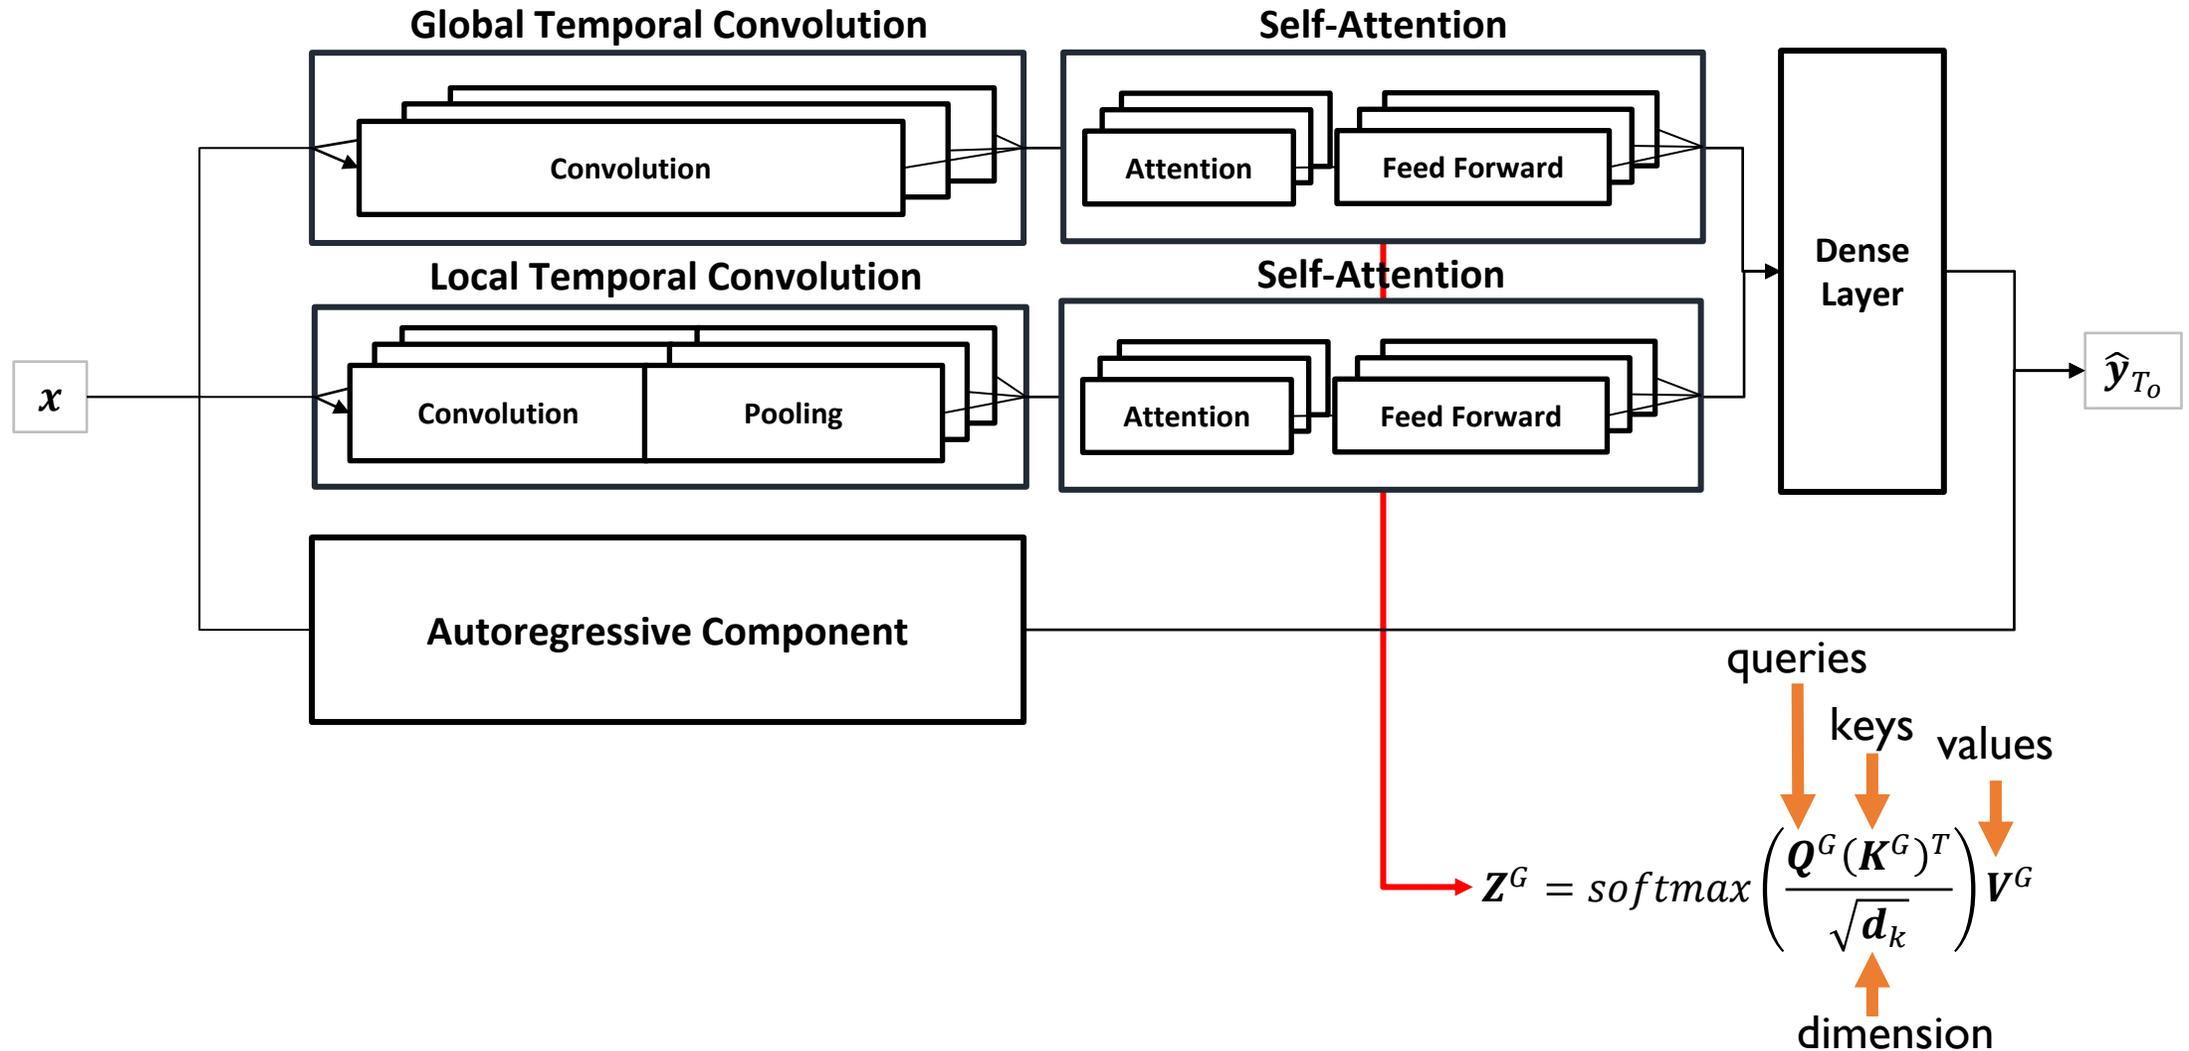 Global Temporal Convolution
Self-Attention
Convolution
Attention
Feed Forward
Dense
Layer
Local Temporal Convolution
Self-Attention
x
Convolution
Pooling
Attention
Feed Forward
ŷ_{T_o}
Autoregressive Component
queries
keys
values
Z^G = softmax(Q^G(K^G)^T / √d_k) V^G
dimension